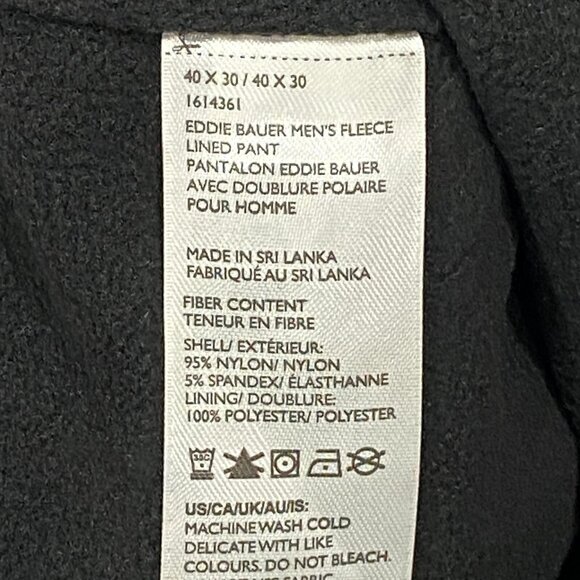 40 X 30 / 40 X 30
1614361
EDDIE BAUER MEN'S FLEECE
LINED PANT
PANTALON EDDIE BAUER
AVEC DOUBLURE POLAIRE
POUR HOMME
MADE IN SRI LANKA
FABRIQUÉ AU SRI LANKA
FIBER CONTENT
TENEUR EN FIBRE
SHELL/ EXTÉRIEUR:
95% NYLON/ NYLON
5% SPANDEX/ ÉLASTHANNE
LINING/ DOUBLURE:
100% POLYESTER/ POLYESTER
30C
US/CA/UK/AU/IS:
MACHINE WASH COLD
DELICATE WITH LIKE
COLOURS. DO NOT BLEACH.